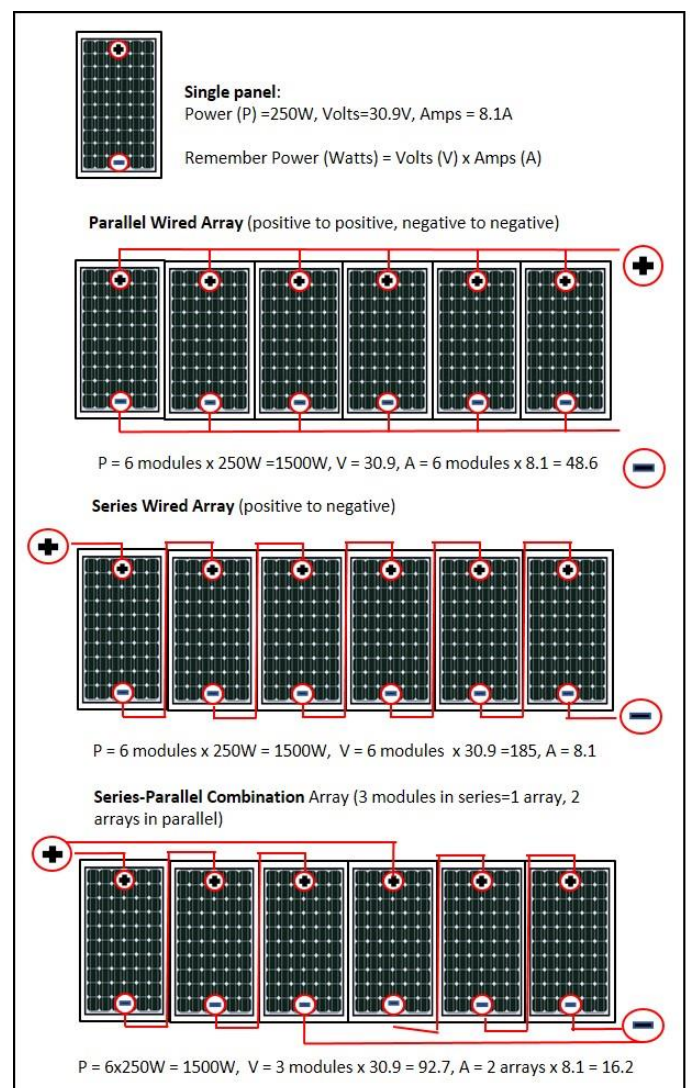 Single panel:
Power (P) =250W, Volts=30.9V, Amps = 8.1A
Remember Power (Watts) = Volts (V) x Amps (A)
Parallel Wired Array (positive to positive, negative to negative)
P = 6 modules x 250W =1500W, V = 30.9, A = 6 modules x 8.1 = 48.6
Series Wired Array (positive to negative)
P = 6 modules x 250W = 1500W, V = 6 modules x 30.9 =185, A = 8.1
Series-Parallel Combination Array (3 modules in series=1 array, 2
arrays in parallel)
P = 6x250W = 1500W, V = 3 modules x 30.9 = 92.7, A = 2 arrays x 8.1 = 16.2